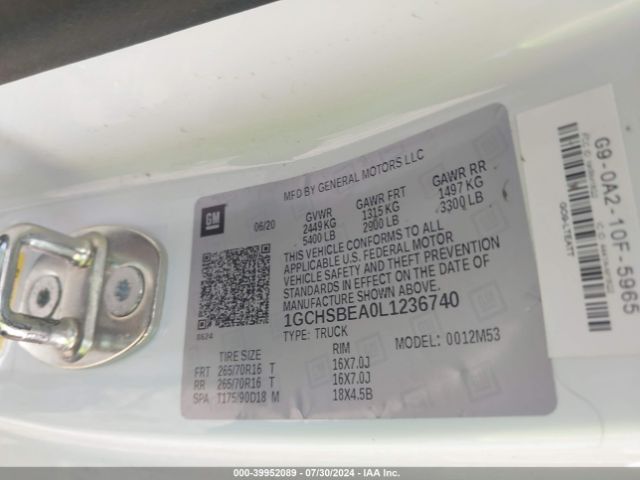 MFD BY GENERAL MOTORS LLC
GM
06/20
GVWR GAWR FRT GAWR RR
2449 KG 1315 KG 1497 KG
5400 LB 2900 LB 3300 LB
THIS VEHICLE CONFORMS TO ALL
APPLICABLE U.S. FEDERAL MOTOR
VEHICLE SAFETY AND THEFT PREVENTION
STANDARDS IN EFFECT ON THE DATE OF
MANUFACTURE SHOWN ABOVE.
1GCHSBEA0L1236740
TYPE: TRUCK MODEL: 0012M53
0624
TIRE SIZE RIM
FRT 265/70R16 T 16X7.0J
RR 265/70R16 T 16X7.0J
SPA T175/90D18 M 18X4.5B
G9-0A2-10F-5965
000-39952089 - 07/30/2024 - IAA Inc.